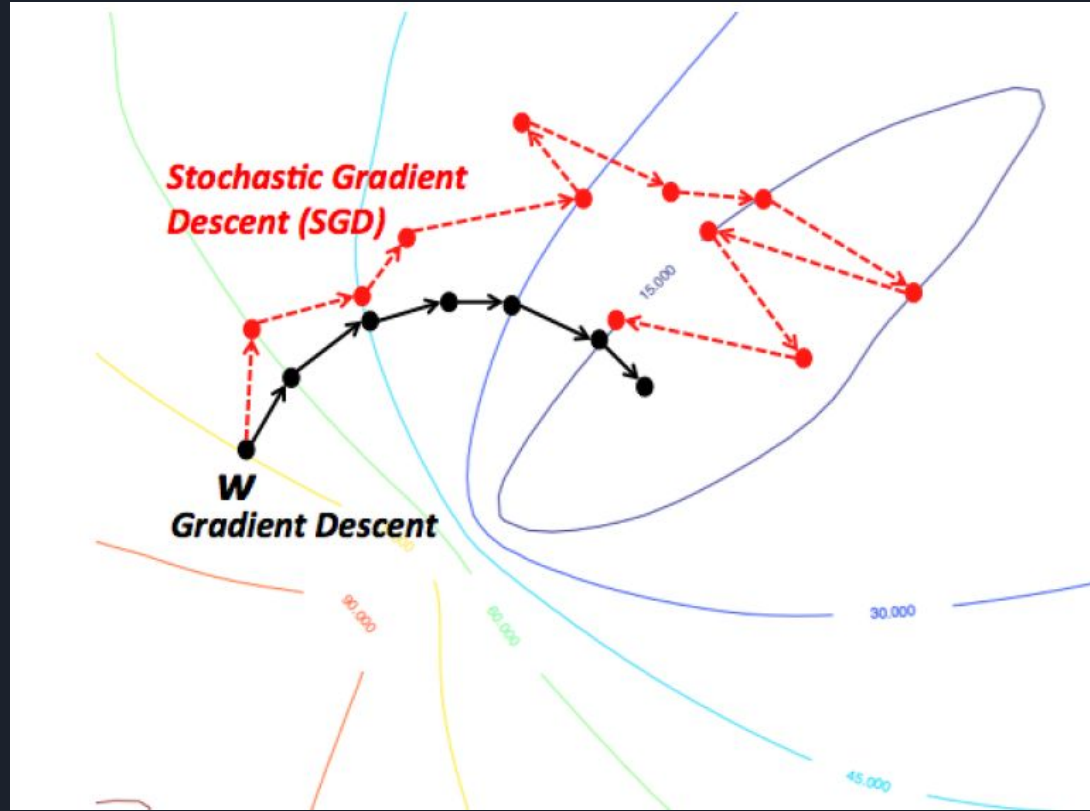 Stochastic Gradient
Descent (SGD)
15.000
W
Gradient Descent
90.000
60.000
30.000
45.000